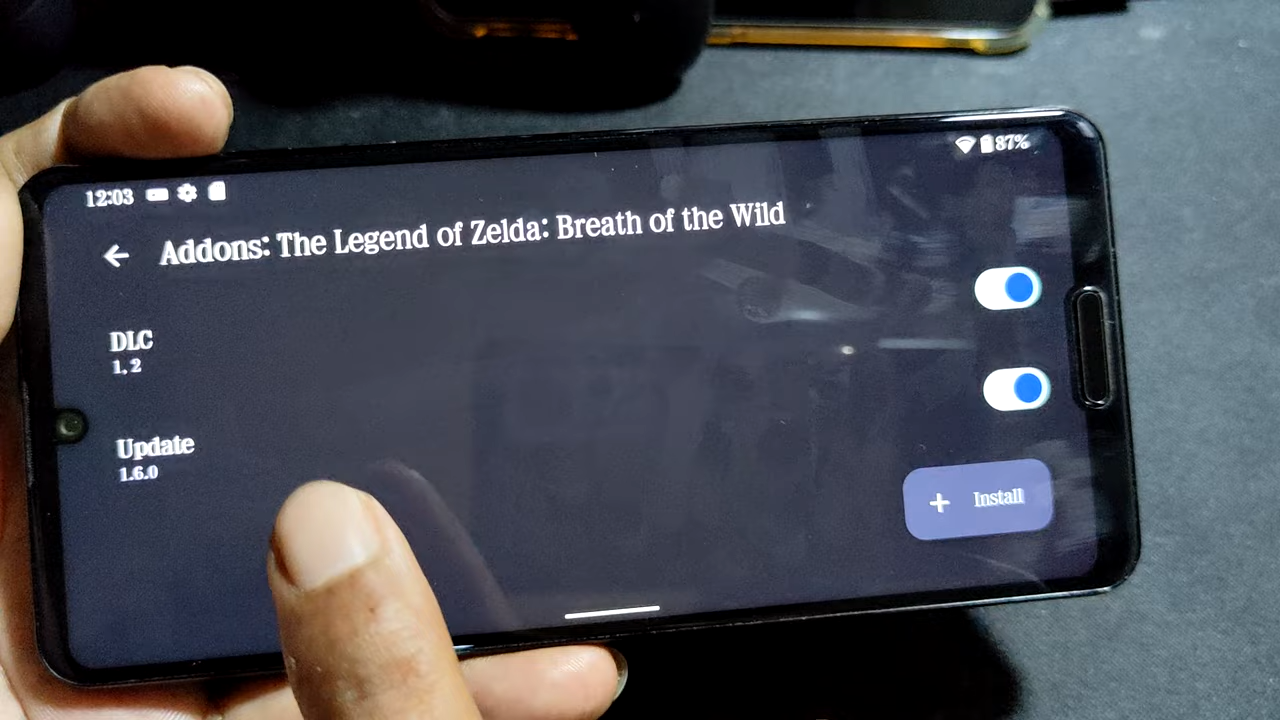 12:03
87%
Addons: The Legend of Zelda: Breath of the Wild
DLC
1, 2
Update
1.6.0
+ Install